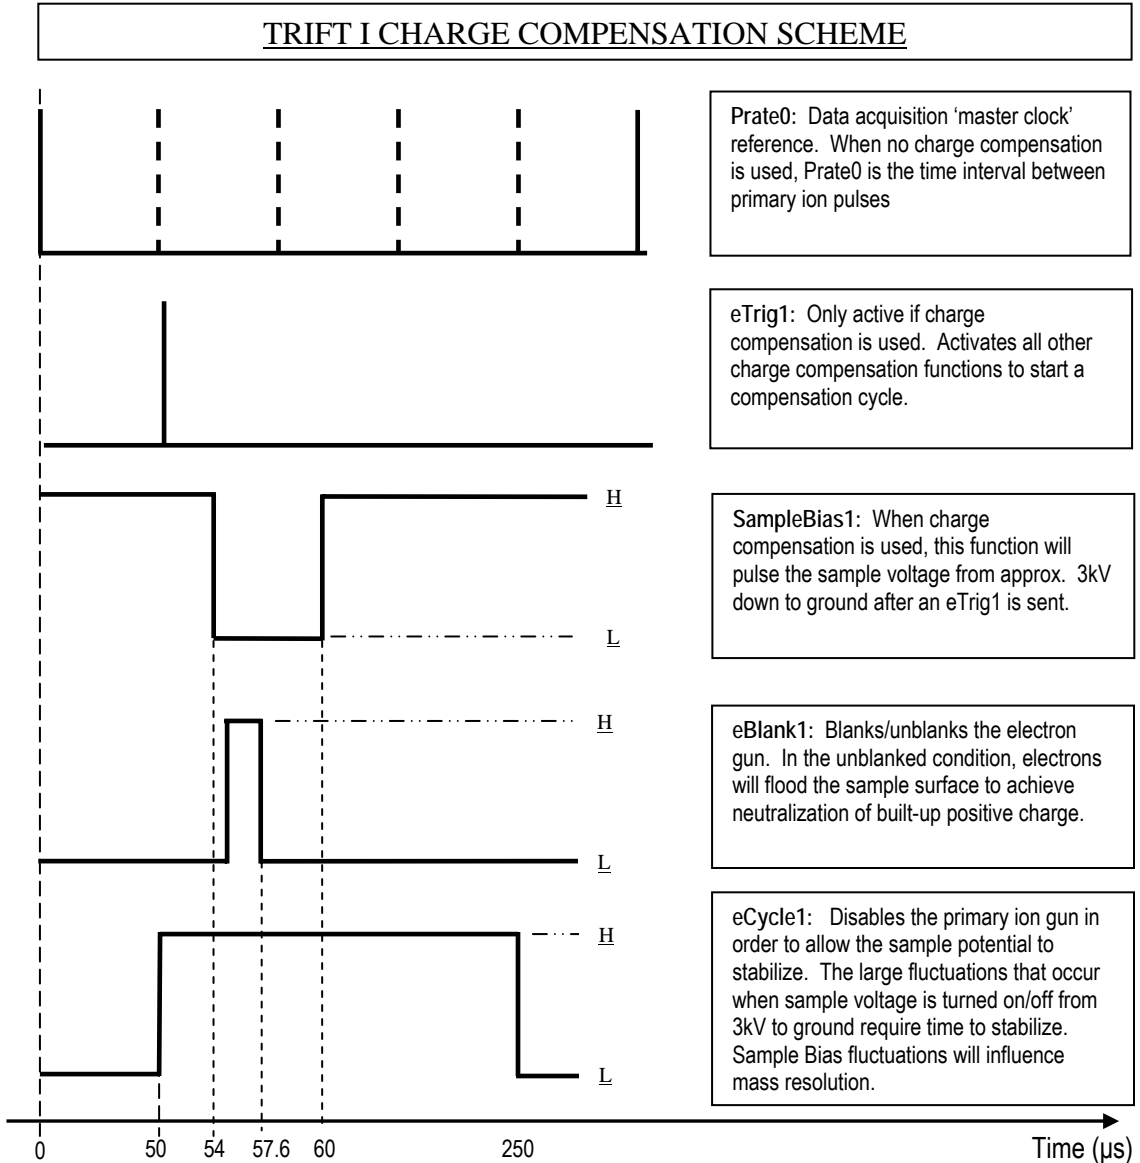 TRIFT I CHARGE COMPENSATION SCHEME
Prate0: Data acquisition ‘master clock’
reference. When no charge compensation
is used, Prate0 is the time interval between
primary ion pulses
eTrig1: Only active if charge
compensation is used. Activates all other
charge compensation functions to start a
compensation cycle.
H
L
SampleBias1: When charge
compensation is used, this function will
pulse the sample voltage from approx. 3kV
down to ground after an eTrig1 is sent.
H
L
eBlank1: Blanks/unblanks the electron
gun. In the unblanked condition, electrons
will flood the sample surface to achieve
neutralization of built-up positive charge.
H
L
eCycle1: Disables the primary ion gun in
order to allow the sample potential to
stabilize. The large fluctuations that occur
when sample voltage is turned on/off from
3kV to ground require time to stabilize.
Sample Bias fluctuations will influence
mass resolution.
0 50 54 57.6 60 250 Time (µs)